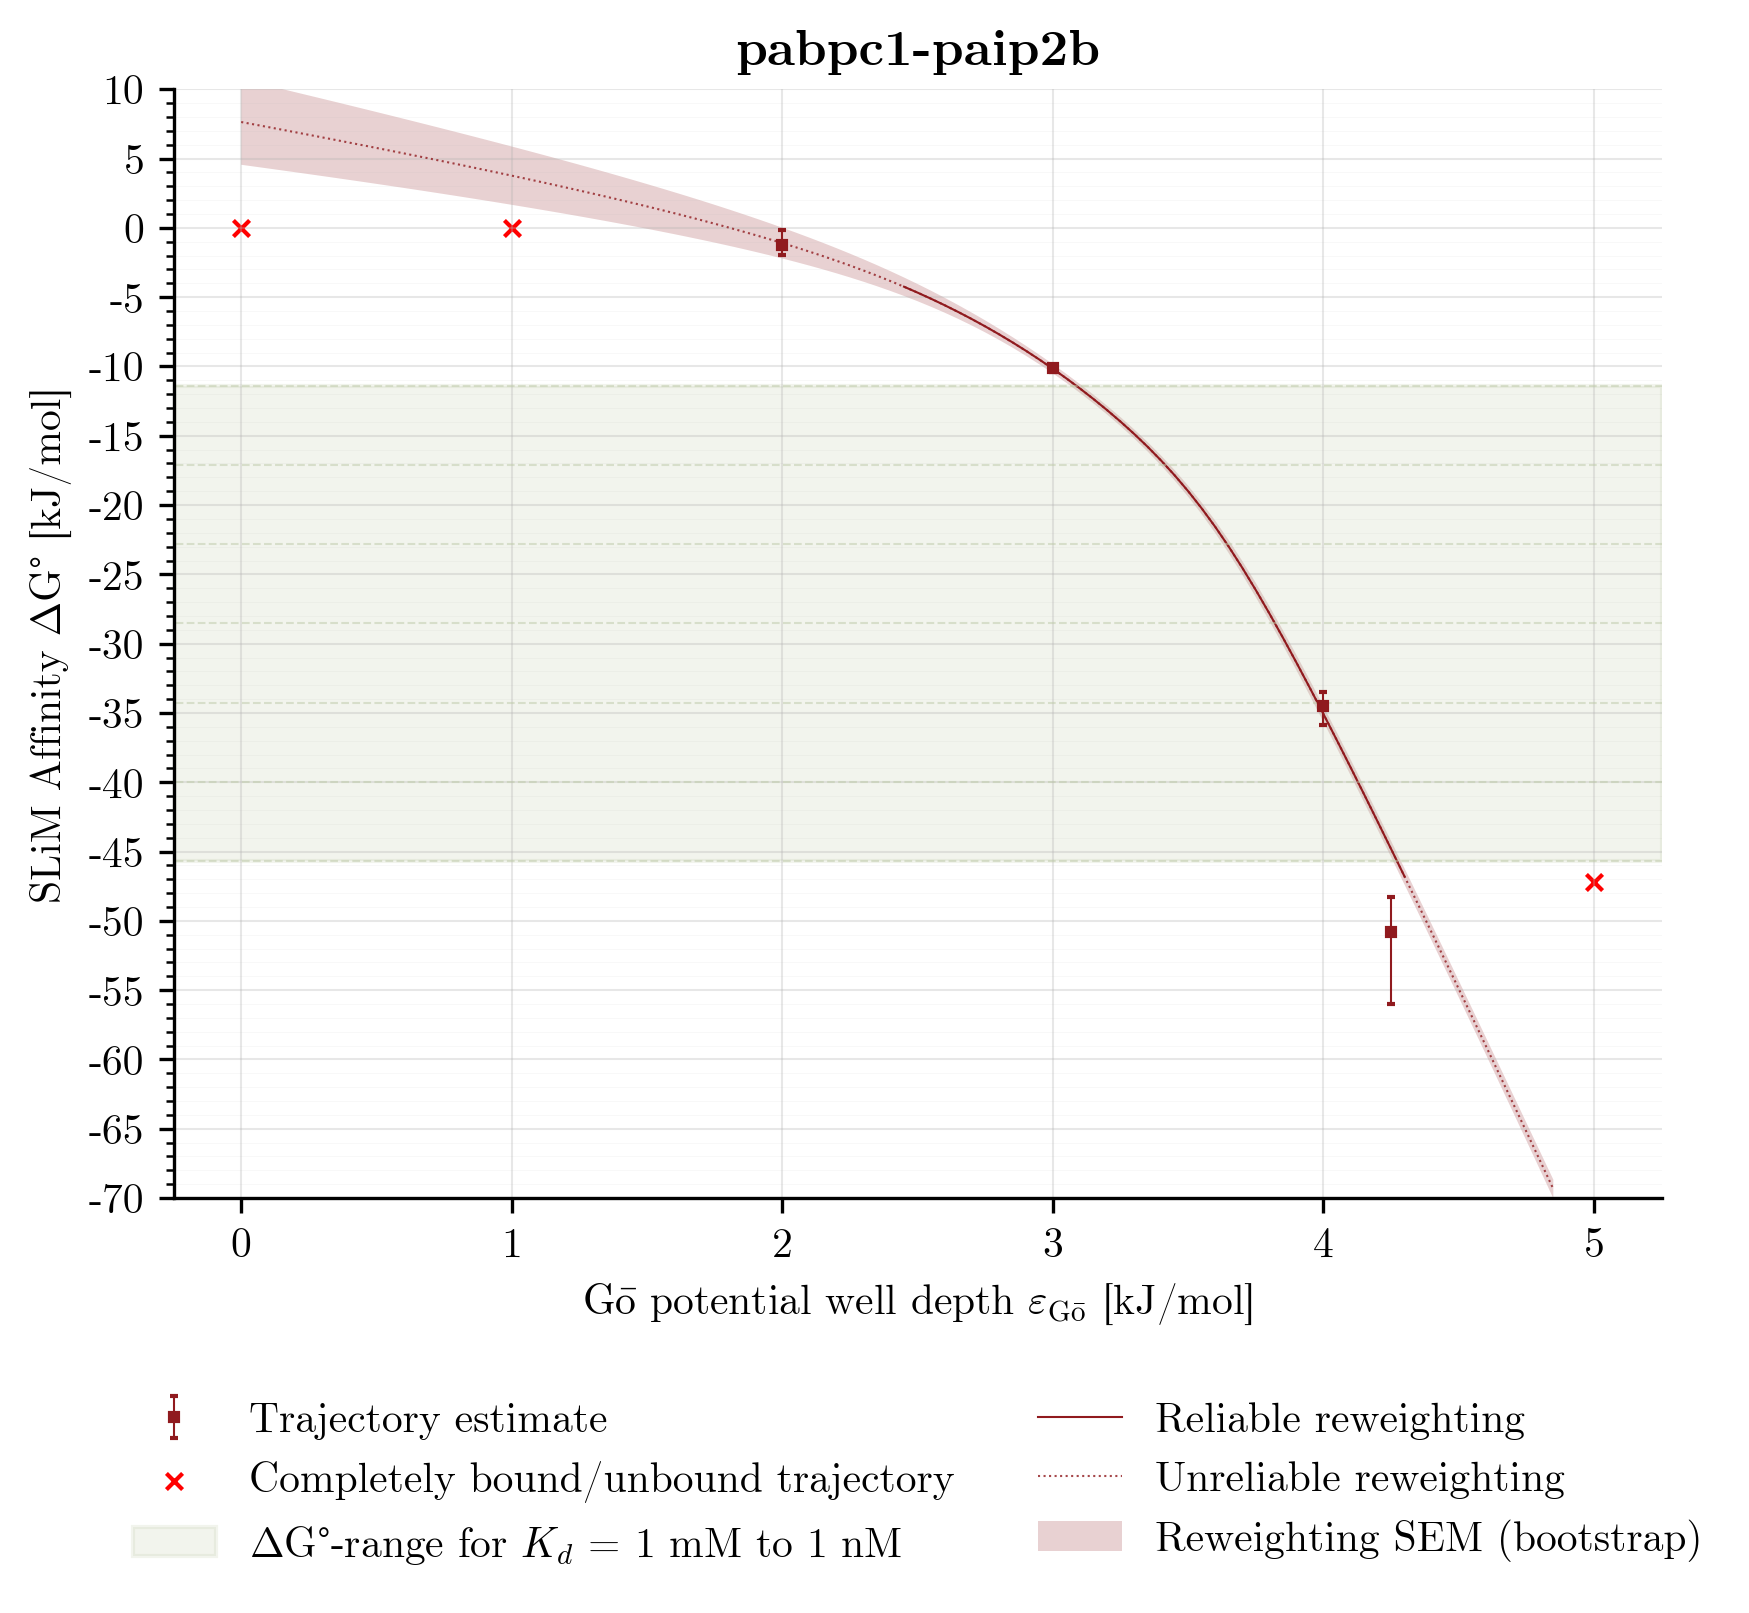 pabpc1-paip2b
10
5
0
-5
-10
-15
-20
-25
-30
-35
-40
-45
-50
-55
-60
-65
-70
SLiM Affinity ΔG° [kJ/mol]
0 1 2 3 4 5
Gō potential well depth ε_Gō [kJ/mol]
Trajectory estimate
Completely bound/unbound trajectory
ΔG°-range for K_d = 1 mM to 1 nM
Reliable reweighting
Unreliable reweighting
Reweighting SEM (bootstrap)